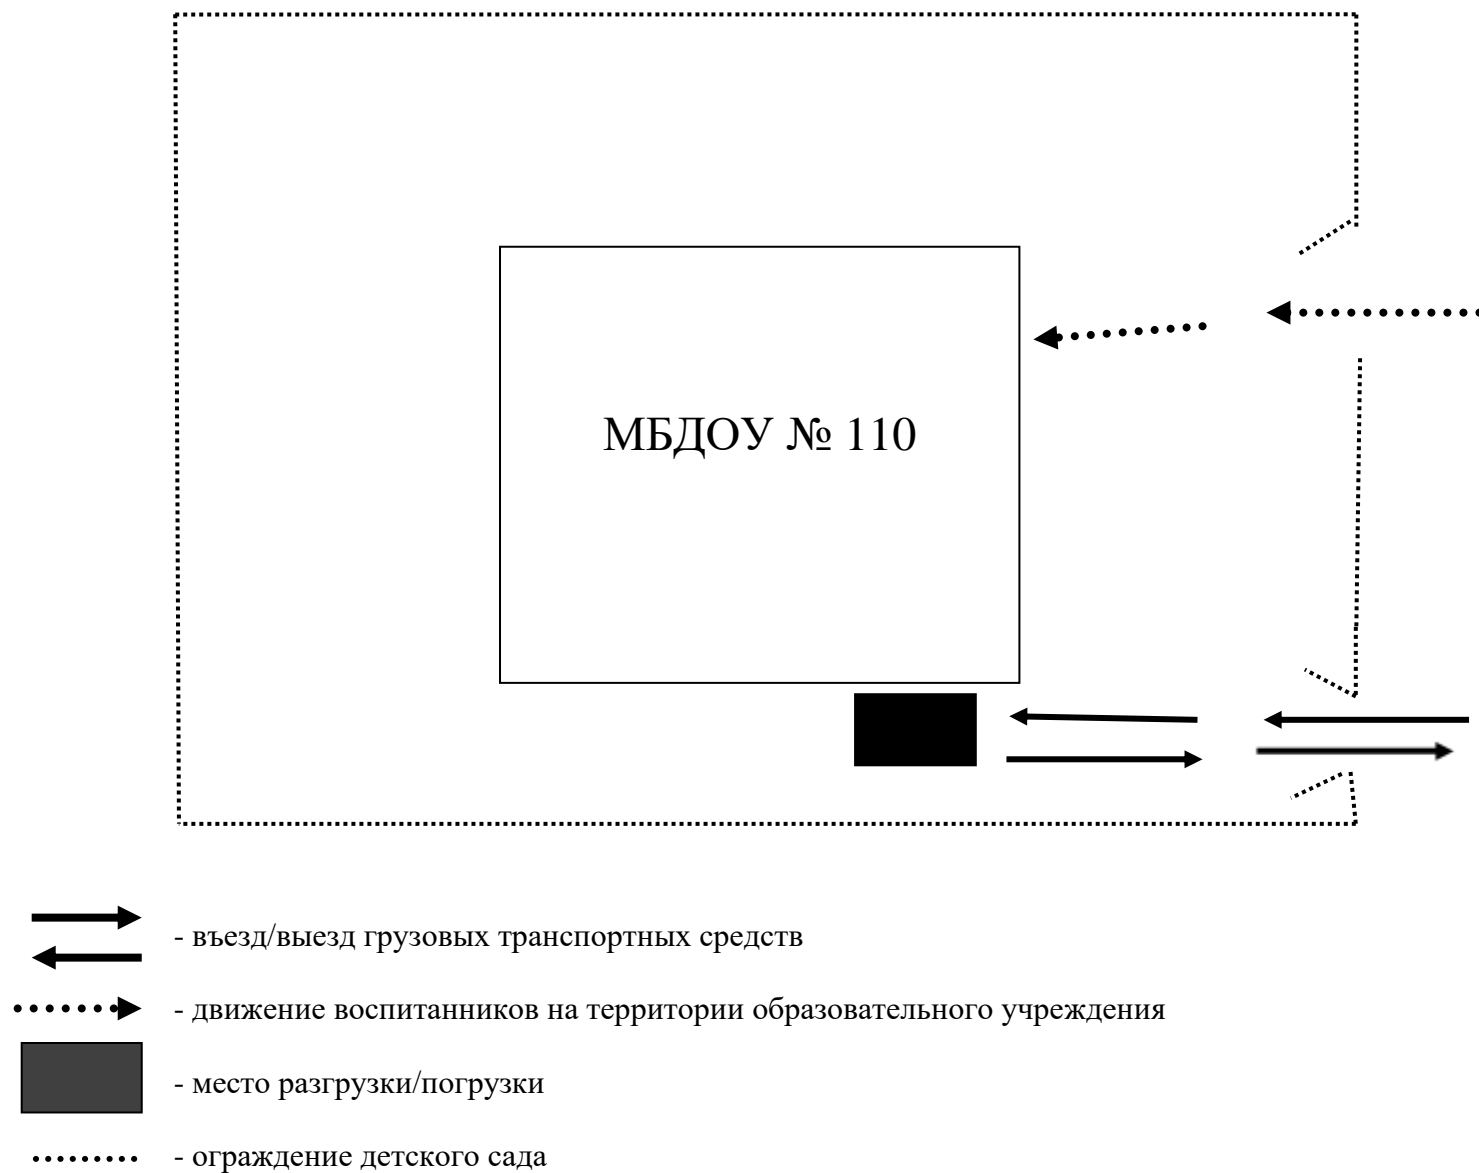 МБДОУ № 110
- въезд/выезд грузовых транспортных средств
- движение воспитанников на территории образовательного учреждения
- место разгрузки/погрузки
- ограждение детского сада